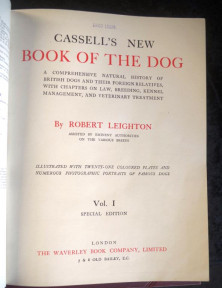 CASSELL'S NEW
BOOK OF THE DOG
A COMPREHENSIVE NATURAL HISTORY OF
BRITISH DOGS AND THEIR FOREIGN RELATIVES,
WITH CHAPTERS ON LAW, BREEDING, KENNEL
MANAGEMENT, AND VETERINARY TREATMENT
By ROBERT LEIGHTON
ASSISTED BY EMINENT AUTHORITIES
ON THE VARIOUS BREEDS
ILLUSTRATED WITH TWENTY-ONE COLOURED PLATES AND
NUMEROUS PHOTOGRAPHIC PORTRAITS OF FAMOUS DOGS
Vol. I
SPECIAL EDITION
LONDON
THE WAVERLEY BOOK COMPANY, LIMITED
OLD BAILEY, E.C.